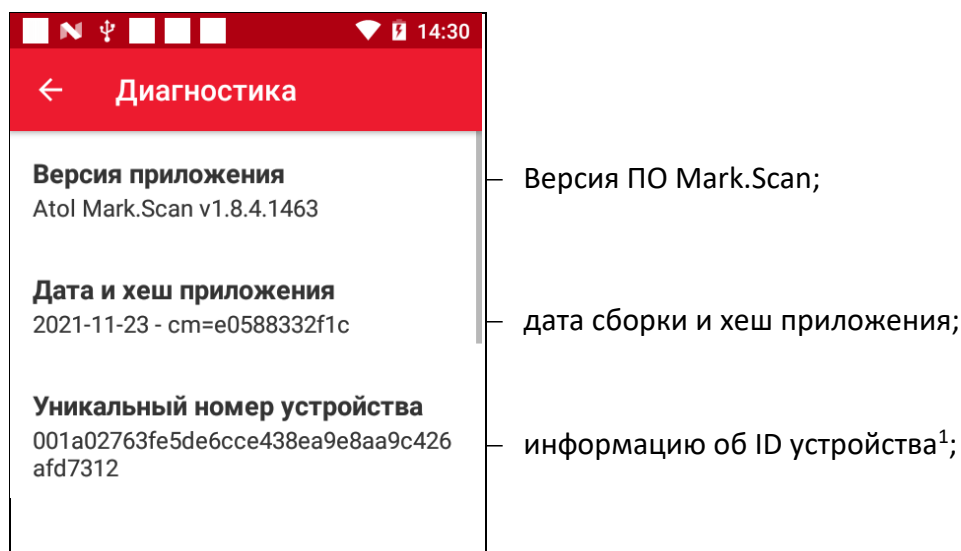 14:30
Диагностика
Версия приложения
Atol Mark.Scan v1.8.4.1463
— Версия ПО Mark.Scan;
Дата и хеш приложения
2021-11-23 - cm=e0588332f1c
— дата сборки и хеш приложения;
Уникальный номер устройства
001a02763fe5de6cce438ea9e8aa9c426
afd7312
— информацию об ID устройства¹;